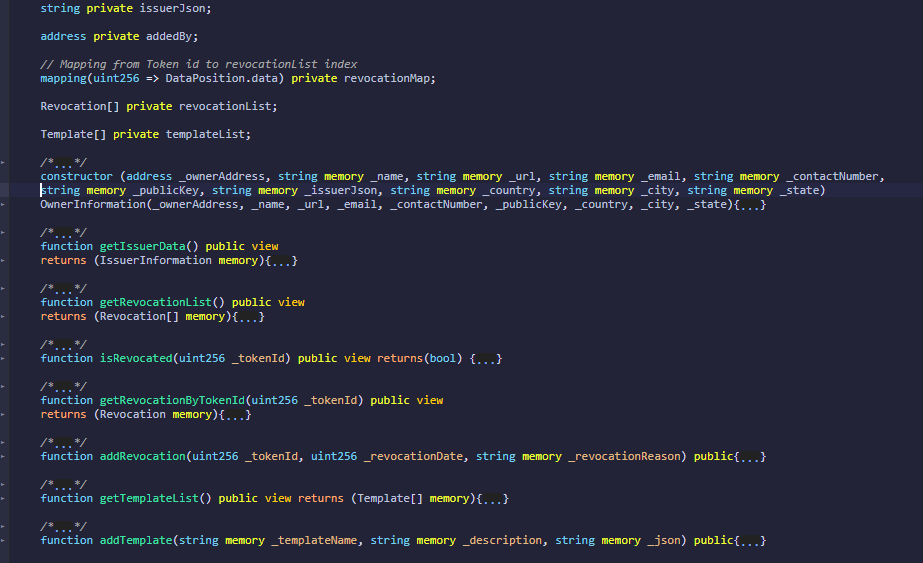 string private issuerJson;
address private addedBy;
// Mapping from Token id to revocationList index
mapping(uint256 => DataPosition.data) private revocationMap;
Revocation[] private revocationList;
Template[] private templateList;
/*...*/
constructor (address _ownerAddress, string memory _name, string memory _url, string memory _email, string memory _contactNumber,
string memory _publicKey, string memory _issuerJson, string memory _country, string memory _city, string memory _state)
OwnerInformation(_ownerAddress, _name, _url, _email, _contactNumber, _publicKey, _country, _city, _state){...}
/*...*/
function getIssuerData() public view
returns (IssuerInformation memory){...}
/*...*/
function getRevocationList() public view
returns (Revocation[] memory){...}
/*...*/
function isRevocated(uint256 _tokenId) public view returns(bool) {...}
/*...*/
function getRevocationByTokenId(uint256 _tokenId) public view
returns (Revocation memory){...}
/*...*/
function addRevocation(uint256 _tokenId, uint256 _revocationDate, string memory _revocationReason) public{...}
/*...*/
function getTemplateList() public view returns (Template[] memory){...}
/*...*/
function addTemplate(string memory _templateName, string memory _description, string memory _json) public{...}